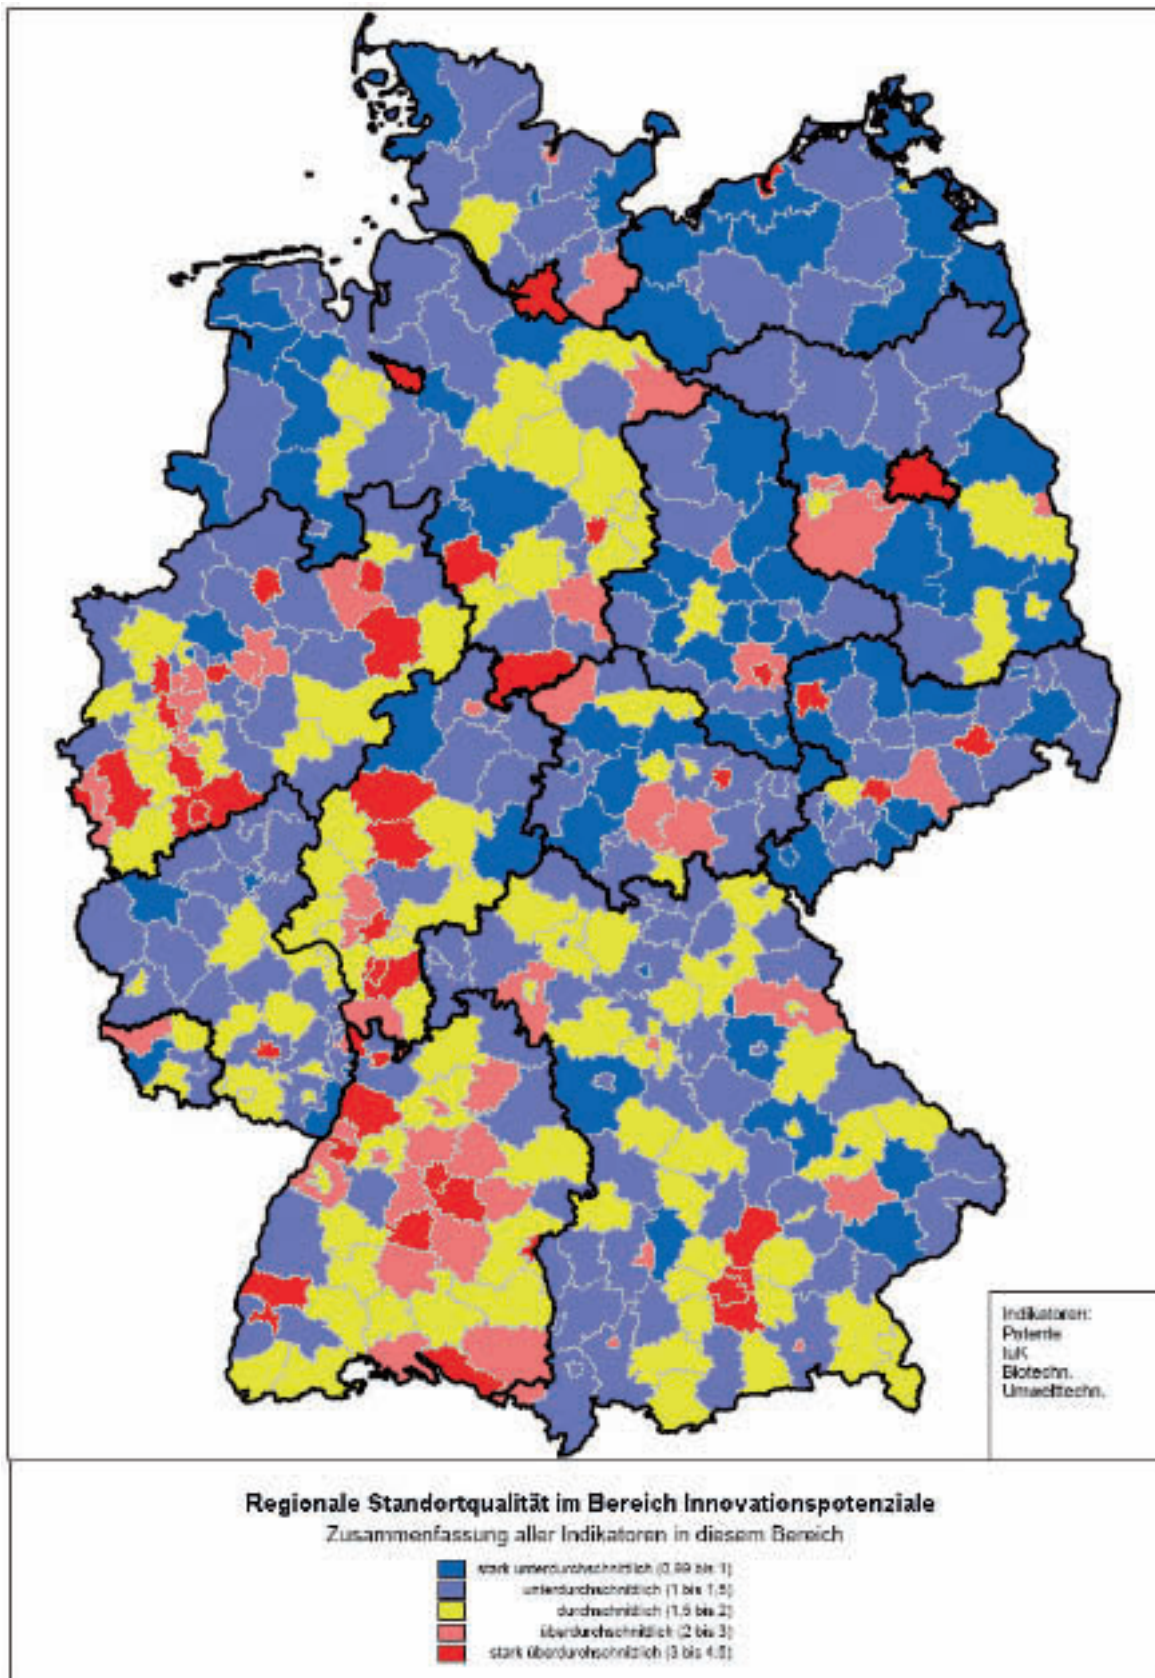 Indikatoren:
Patente
IuK
Biotechn.
Umwelttechn.
Regionale Standortqualität im Bereich Innovationspotenziale
Zusammenfassung aller Indikatoren in diesem Bereich
stark unterdurchschnittlich (0,99 bis 1)
unterdurchschnittlich (1 bis 1,5)
durchschnittlich (1,5 bis 2)
überdurchschnittlich (2 bis 3)
stark überdurchschnittlich (3 bis 4,5)